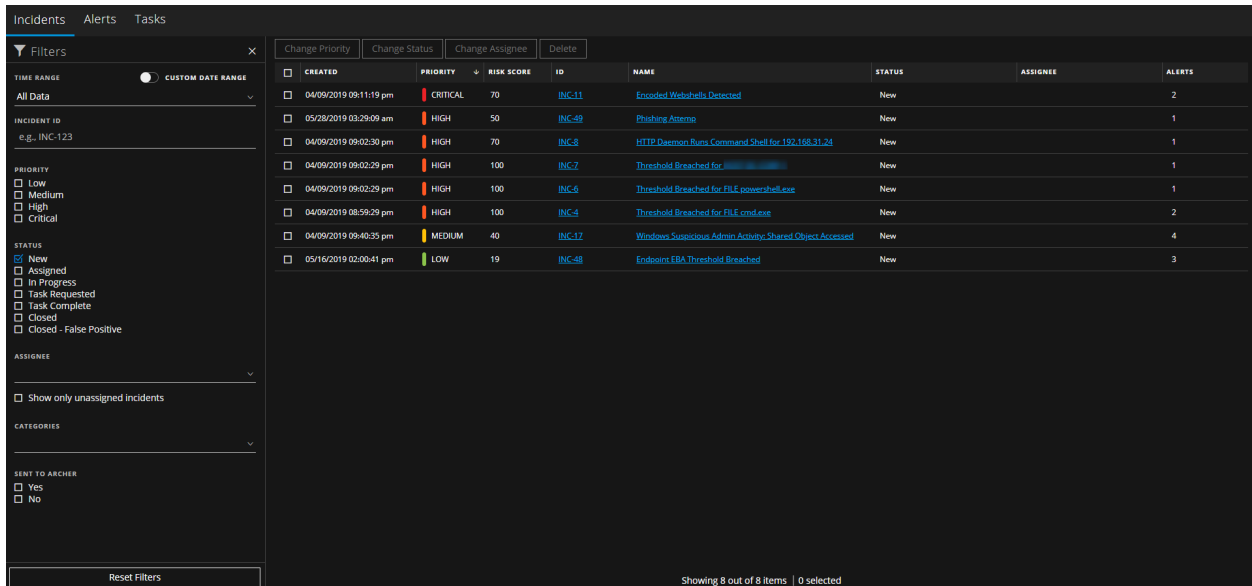 Incidents Alerts Tasks
Filters ×
TIME RANGE CUSTOM DATE RANGE
All Data
INCIDENT ID
e.g., INC-123
PRIORITY
Low
Medium
High
Critical
STATUS
New
Assigned
In Progress
Task Requested
Task Complete
Closed
Closed - False Positive
ASSIGNEE
Show only unassigned incidents
CATEGORIES
SENT TO ARCHER
Yes
No
Reset Filters
Change Priority Change Status Change Assignee Delete
CREATED PRIORITY RISK SCORE ID NAME STATUS ASSIGNEE ALERTS
04/09/2019 09:11:19 pm CRITICAL 70 INC-11 Encoded Webshells Detected New 2
05/28/2019 03:29:09 am HIGH 50 INC-49 Phishing Attemp New 1
04/09/2019 09:02:30 pm HIGH 70 INC-8 HTTP Daemon Runs Command Shell for 192.168.31.24 New 1
04/09/2019 09:02:29 pm HIGH 100 INC-7 Threshold Breached for New 1
04/09/2019 09:02:29 pm HIGH 100 INC-6 Threshold Breached for FILE powershell.exe New 1
04/09/2019 08:59:29 pm HIGH 100 INC-4 Threshold Breached for FILE cmd.exe New 2
04/09/2019 09:40:35 pm MEDIUM 40 INC-17 Windows Suspicious Admin Activity: Shared Object Accessed New 4
05/16/2019 02:00:41 pm LOW 19 INC-48 Endpoint EBA Threshold Breached New 3
Showing 8 out of 8 items | 0 selected